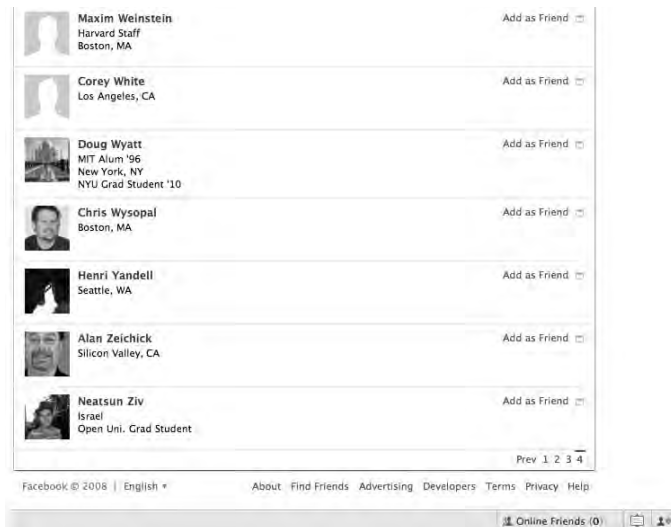 Maxim Weinstein Add as Friend
Harvard Staff
Boston, MA
Corey White Add as Friend
Los Angeles, CA
Doug Wyatt Add as Friend
MIT Alum '96
New York, NY
NYU Grad Student '10
Chris Wysopal Add as Friend
Boston, MA
Henri Yandell Add as Friend
Seattle, WA
Alan Zeichick Add as Friend
Silicon Valley, CA
Neatsun Ziv Add as Friend
Israel
Open Uni. Grad Student
Prev 1 2 3 4
Facebook © 2008 | English About Find Friends Advertising Developers Terms Privacy Help
Online Friends (0)